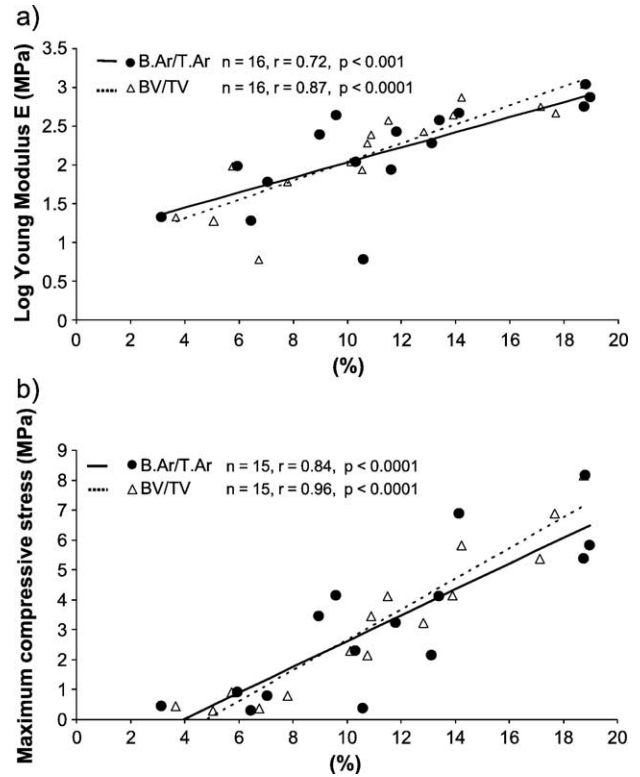 a)
Log Young Modulus E (MPa)
3.5
3
2.5
2
1.5
1
0.5
0
B.Ar/T.Ar n = 16, r = 0.72, p < 0.001
BV/TV n = 16, r = 0.87, p < 0.0001
0 2 4 6 8 10 12 14 16 18 20
(%)
b)
Maximum compressive stress (MPa)
9
8
7
6
5
4
3
2
1
0
B.Ar/T.Ar n = 15, r = 0.84, p < 0.0001
BV/TV n = 15, r = 0.96, p < 0.0001
0 2 4 6 8 10 12 14 16 18 20
(%)